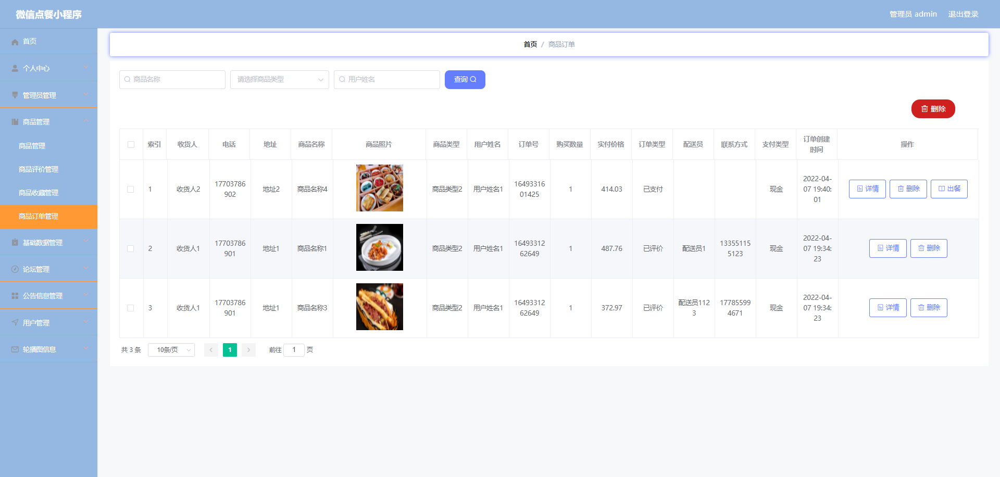 微信点餐小程序
管理员 admin 退出登录
首页
个人中心
管理员管理
商品管理
商品管理
商品评价管理
商品收藏管理
商品订单管理
基础数据管理
论坛管理
公告信息管理
用户管理
轮播图信息
首页 / 商品订单
商品名称 请选择商品类型 用户姓名 查询
删除
索引 收货人 电话 地址 商品名称 商品照片 商品类型 用户姓名 订单号 购买数量 实付价格 订单类型 配送员 联系方式 支付类型 订单创建时间 操作
1 收货人2 17703786902 地址2 商品名称4 商品类型2 用户姓名1 1649331601425 1 414.03 已支付 现金 2022-04-07 19:40:01 详情 删除 出餐
2 收货人1 17703786901 地址1 商品名称1 商品类型2 用户姓名1 1649331262649 1 487.76 已评价 配送员1 133551155123 现金 2022-04-07 19:34:23 详情 删除
3 收货人1 17703786901 地址1 商品名称3 商品类型2 用户姓名1 1649331262649 1 372.97 已评价 配送员1123 177855994671 现金 2022-04-07 19:34:23 详情 删除
共 3 条 10条/页 1 前往 1 页